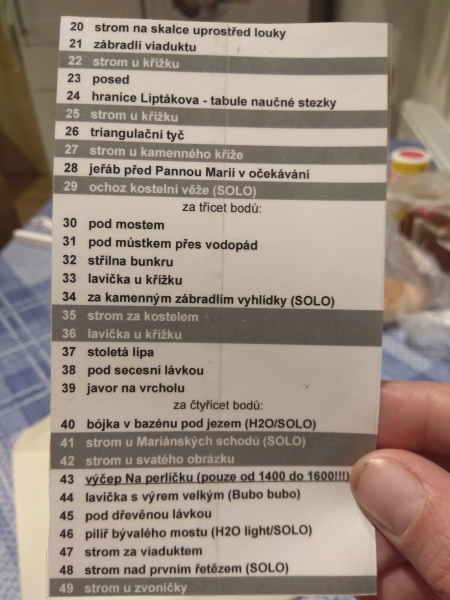 20 strom na skalce uprostřed louky
21 zábradlí viaduktu
22 strom u křížku
23 posed
24 hranice Liptákova - tabule naučné stezky
25 strom u křížku
26 triangulační tyč
27 strom u kamenného kříže
28 jeřáb před Pannou Marií v očekávání
29 ochoz kostelní věže (SOLO)
za třicet bodů:
30 pod mostem
31 pod můstkem přes vodopád
32 střílna bunkru
33 lavička u křížku
34 za kamenným zábradlím vyhlídky (SOLO)
35 strom za kostelem
36 lavička u křížku
37 stoletá lípa
38 pod secesní lávkou
39 javor na vrcholu
za čtyřicet bodů:
40 bójka v bazénu pod jezem (H2O/SOLO)
41 strom u Mariánských schodů (SOLO)
42 strom u svatého obrázku
43 výčep Na perličku (pouze od 1400 do 1600!!!)
44 lavička s výrem velkým (Bubo bubo)
45 pod dřevěnou lávkou
46 pilíř bývalého mostu (H2O light/SOLO)
47 strom za viaduktem
48 strom nad prvním řetězem (SOLO)
49 strom u zvoničky